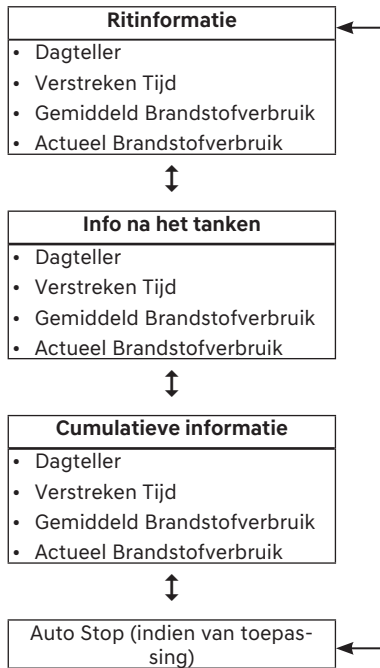 Ritinformatie
• Dagteller
• Verstreken Tijd
• Gemiddeld Brandstofverbruik
• Actueel Brandstofverbruik
Info na het tanken
• Dagteller
• Verstreken Tijd
• Gemiddeld Brandstofverbruik
• Actueel Brandstofverbruik
Cumulatieve informatie
• Dagteller
• Verstreken Tijd
• Gemiddeld Brandstofverbruik
• Actueel Brandstofverbruik
Auto Stop (indien van toepas-
sing)